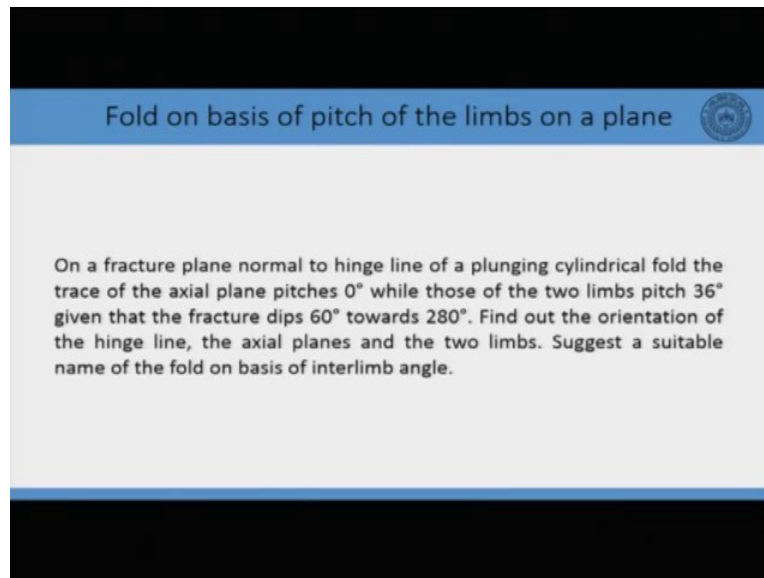 Fold on basis of pitch of the limbs on a plane
On a fracture plane normal to hinge line of a plunging cylindrical fold the
trace of the axial plane pitches 0° while those of the two limbs pitch 36°
given that the fracture dips 60° towards 280°. Find out the orientation of
the hinge line, the axial planes and the two limbs. Suggest a suitable
name of the fold on basis of interlimb angle.